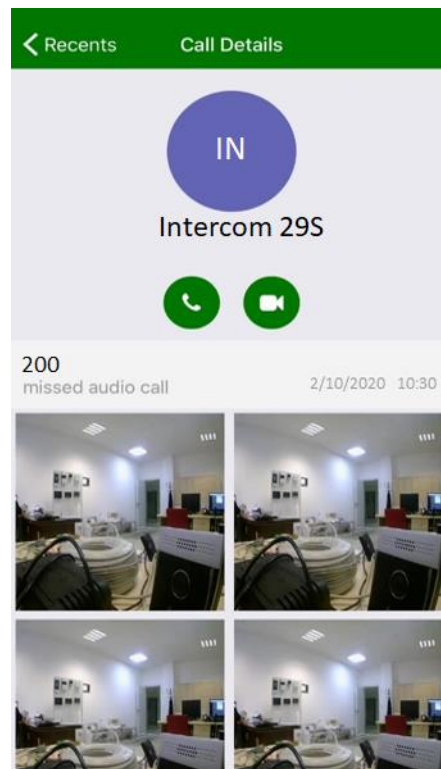 Recents
Call Details
IN
Intercom 29S
200
missed audio call
2/10/2020 10:30